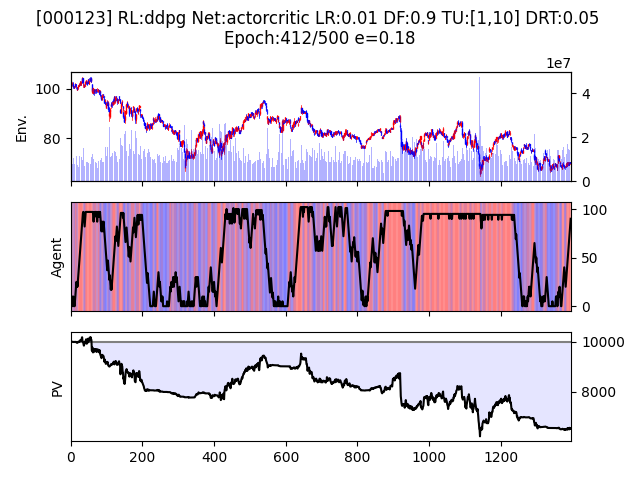 [000123] RL:ddpg Net:actorcritic LR:0.01 DF:0.9 TU:[1,10] DRT:0.05
Epoch:412/500 e=0.18
1e7
Env.
100
80
4
2
0
Agent
100
50
0
PV
10000
8000
0 200 400 600 800 1000 1200